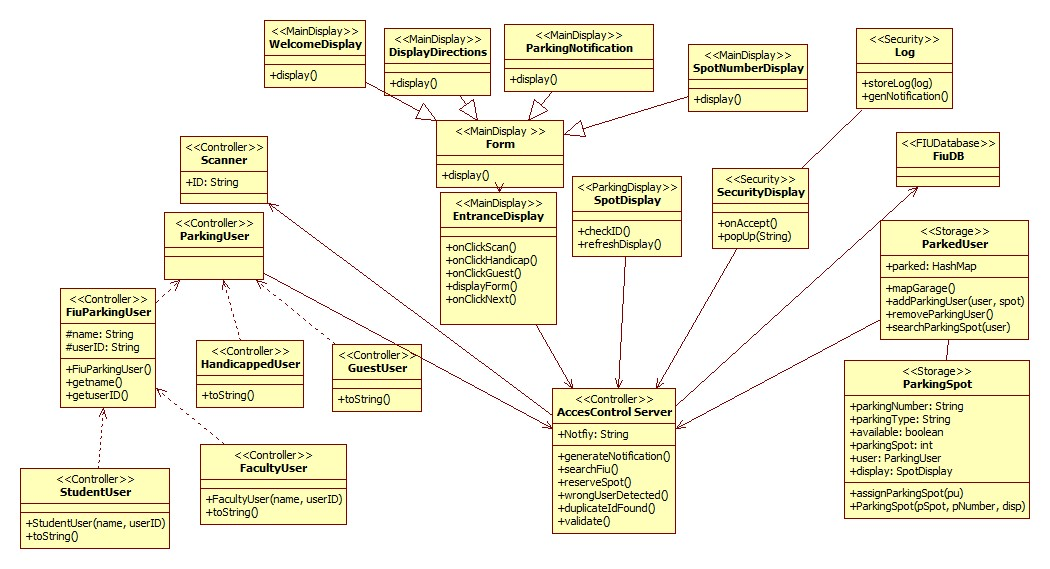 <<MainDisplay>>
WelcomeDisplay
+display()
<<MainDisplay>>
DisplayDirections
+display()
<<MainDisplay>>
ParkingNotification
+display()
<<MainDisplay>>
SpotNumberDisplay
+display()
<<Security>>
Log
+storeLog(log)
+genNotification()
<<MainDisplay >>
Form
+display()
<<FIUDatabase>>
FiuDB
<<Controller>>
Scanner
+ID: String
<<MainDisplay>>
EntranceDisplay
+onClickScan()
+onClickHandicap()
+onClickGuest()
+displayForm()
+onClickNext()
<<ParkingDisplay>>
SpotDisplay
+checkID()
+refreshDisplay()
<<Security>>
SecurityDisplay
+onAccept()
+popUp(String)
<<Controller>>
ParkingUser
<<Storage>>
ParkedUser
+parked: HashMap
+mapGarage()
+addParkingUser(user, spot)
+removeParkingUser()
+searchParkingSpot(user)
<<Controller>>
FiuParkingUser
#name: String
#userID: String
+FiuParkingUser()
+getname()
+getuserID()
<<Controller>>
HandicappedUser
+toString()
<<Controller>>
GuestUser
+toString()
<<Storage>>
ParkingSpot
+parkingNumber: String
+parkingType: String
+available: boolean
+parkingSpot: int
+user: ParkingUser
+display: SpotDisplay
+assignParkingSpot(pu)
+ParkingSpot(pSpot, pNumber, disp)
<<Controller>>
AccesControl Server
+Notfiy: String
+generateNotification()
+searchFiu()
+reserveSpot()
+wrongUserDetected()
+duplicateIdFound()
+validate()
<<Controller>>
StudentUser
+StudentUser(name, userID)
+toString()
<<Controller>>
FacultyUser
+FacultyUser(name, userID)
+toString()